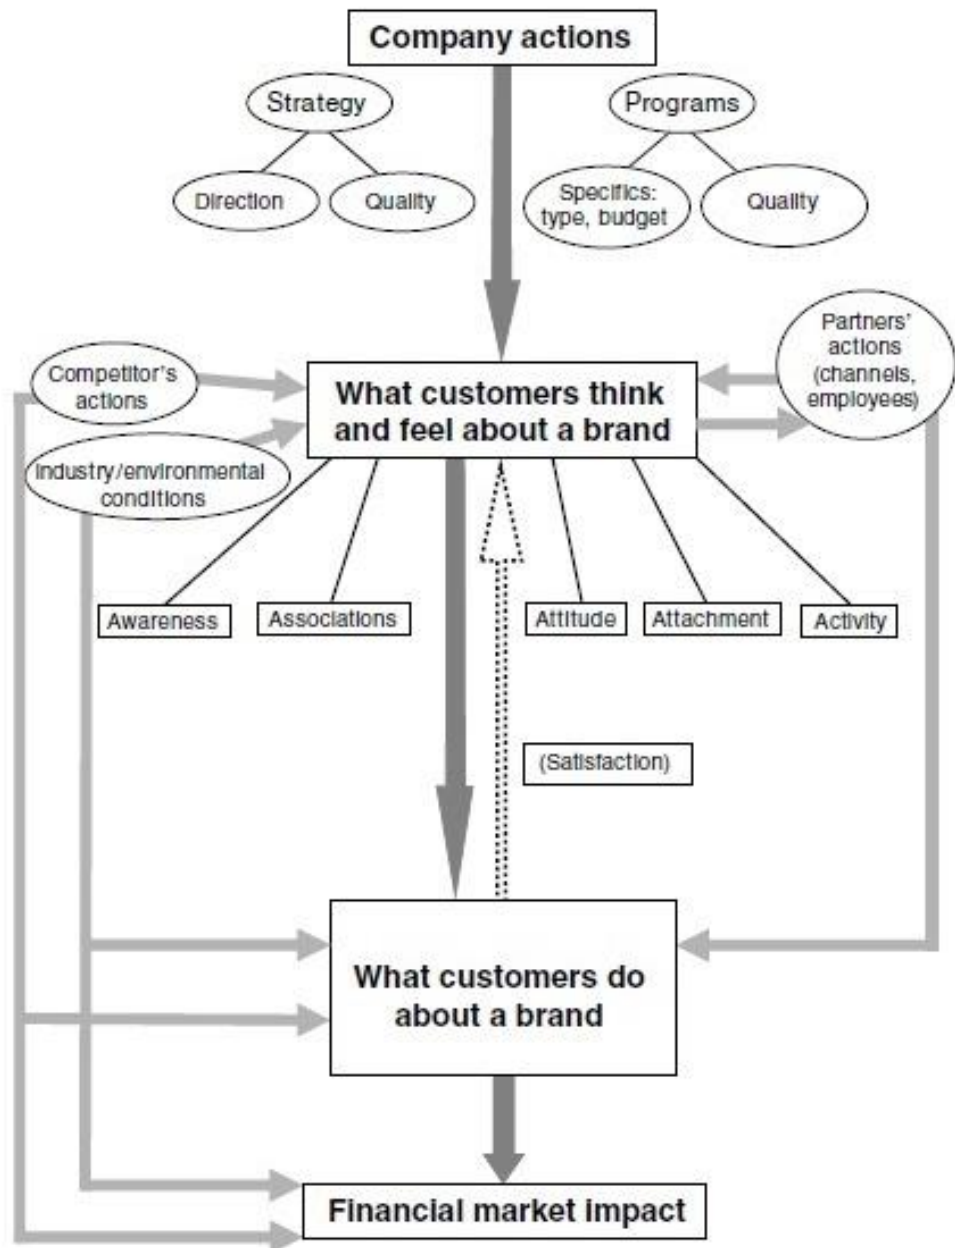 Company actions
Strategy
Programs
Direction
Quality
Specifics:
type, budget
Quality
Partners'
actions
(channels,
employees)
Competitor's
actions
What customers think
and feel about a brand
Industry/environmental
conditions
Awareness
Associations
Attitude
Attachment
Activity
(Satisfaction)
What customers do
about a brand
Financial market impact